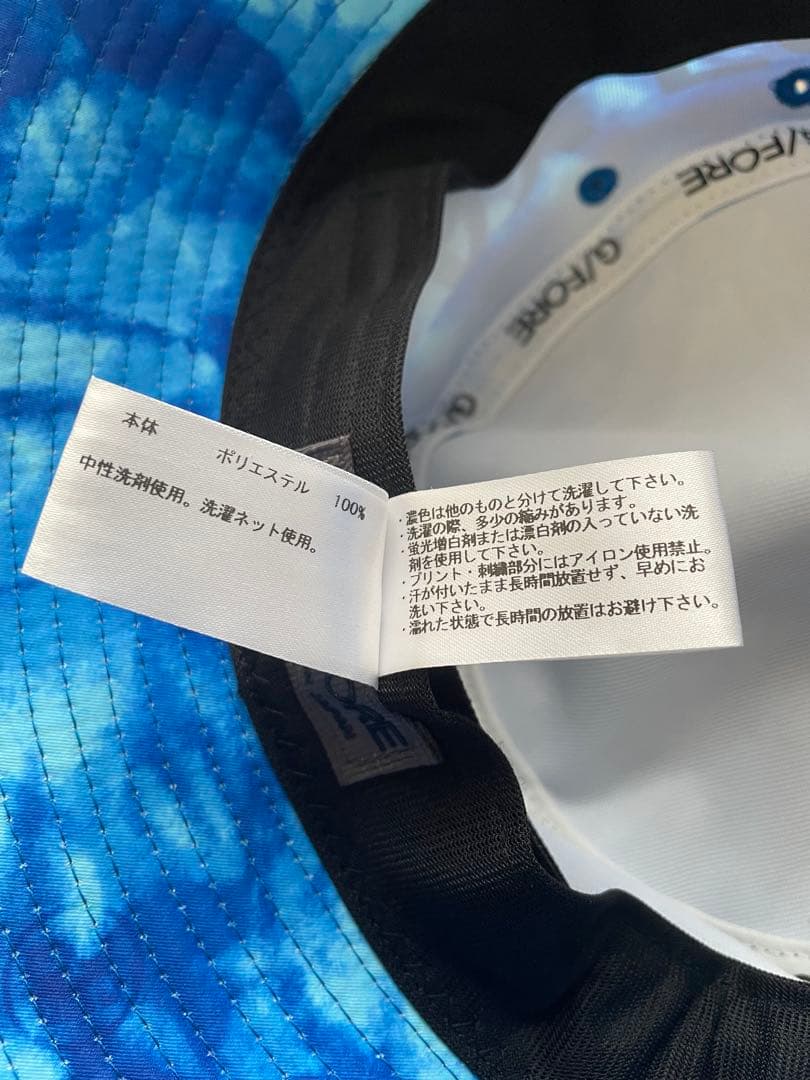 G/FORE
G/FORE
本体 ポリエステル 100%
中性洗剤使用。洗濯ネット使用。
・濃色は他のものと分けて洗濯して下さい。
・洗濯の際、多少の縮みがあります。
・蛍光増白剤または漂白剤の入っていない洗
剤を使用して下さい。
・プリント・刺繍部分にはアイロン使用禁止。
・汗が付いたまま長時間放置せず、早めにお
洗い下さい。
・濡れた状態で長時間の放置はお避け下さい。